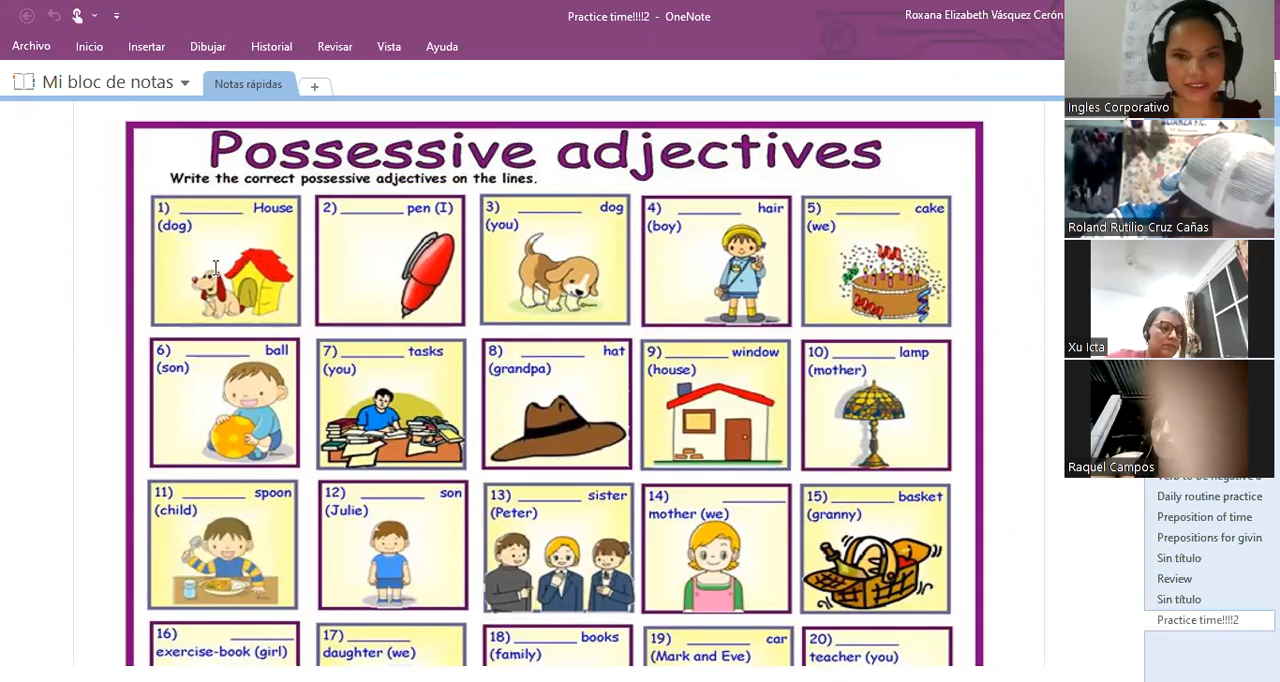 Practice time!!!!2 - OneNote
Roxana Elizabeth Vásquez Cerón
Archivo Inicio Insertar Dibujar Historial Revisar Vista Ayuda
Mi bloc de notas
Notas rápidas
+
Possessive adjectives
Write the correct possessive adjectives on the lines.
1) ________ House
(dog)
2) ________ pen (I)
3) ________ dog
(you)
4) ________ hair
(boy)
5) ________ cake
(we)
6) ________ ball
(son)
7) ________ tasks
(you)
8) ________ hat
(grandpa)
9) ________ window
(house)
10) ________ lamp
(mother)
11) ________ spoon
(child)
12) ________ son
(Julie)
13) ________ sister
(Peter)
14) ________
mother (we)
15) ________ basket
(granny)
16) ________
exercise-book (girl)
17) ________
daughter (we)
18) ________ books
(family)
19) ________ car
(Mark and Eve)
20) ________
teacher (you)
Ingles Corporativo
Roland Rutilio Cruz Cañas
Xu Icta
Raquel Campos
Daily routine practice
Preposition of time
Prepositions for givin
Sin título
Review
Sin título
Practice time!!!!2